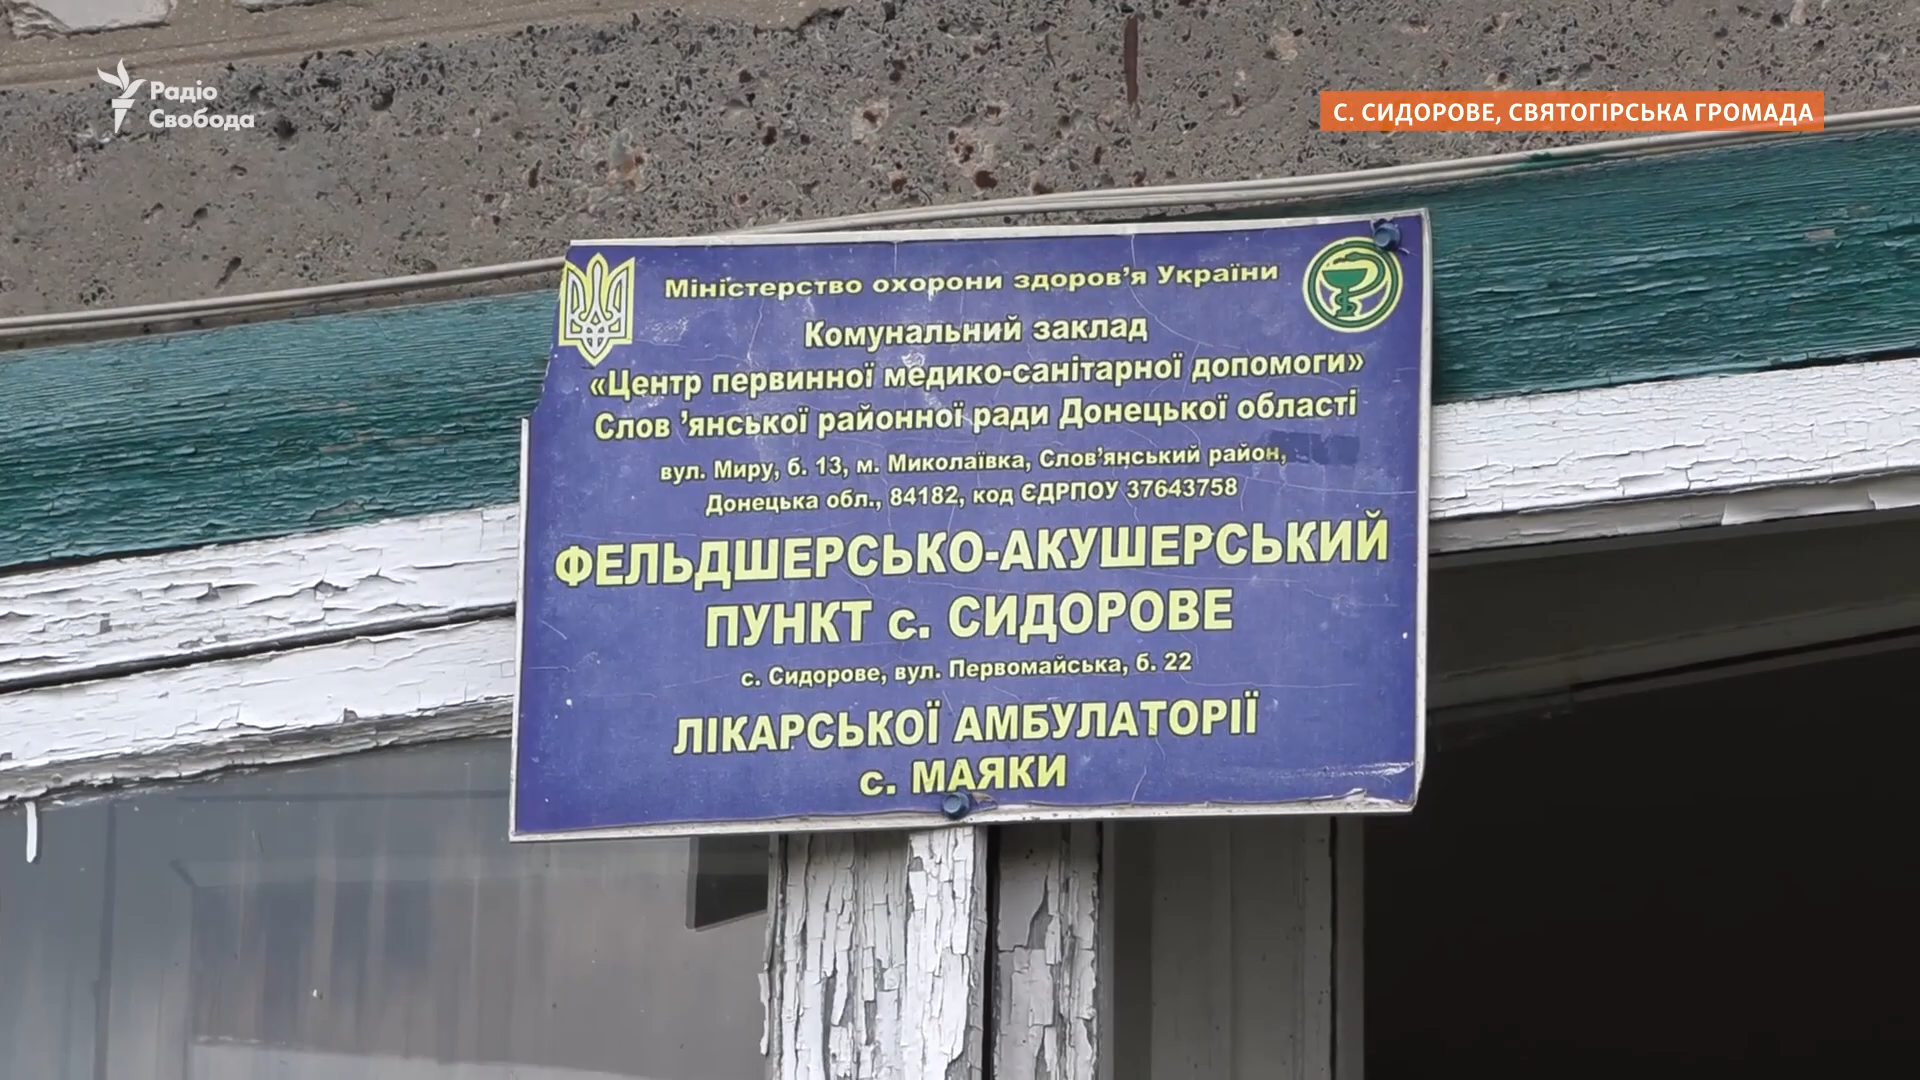 Радіо
Свобода
С. СИДОРОВЕ, СВЯТОГІРСЬКА ГРОМАДА
Міністерство охорони здоров’я України
Комунальний заклад
«Центр первинної медико-санітарної допомоги»
Слов ’янської районної ради Донецької області
вул. Миру, б. 13, м. Миколаївка, Слов’янський район,
Донецька обл., 84182, код ЄДРПОУ 37643758
ФЕЛЬДШЕРСЬКО-АКУШЕРСЬКИЙ
ПУНКТ с. СИДОРОВЕ
с. Сидорове, вул. Первомайська, б. 22
ЛІКАРСЬКОЇ АМБУЛАТОРІЇ
с. МАЯКИ